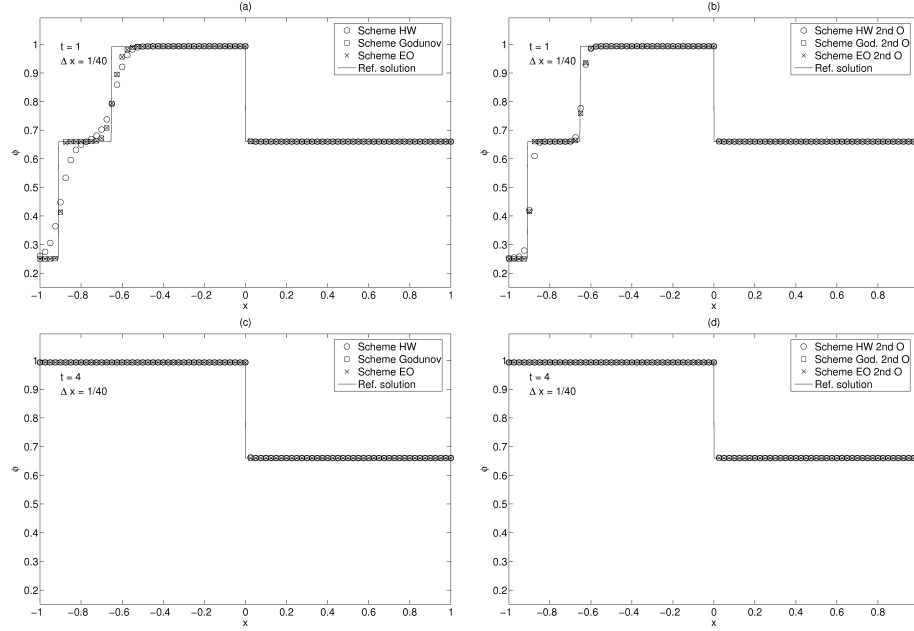 (a)
Scheme HW
Scheme Godunov
Scheme EO
Ref. solution
t = 1
Δ x = 1/40
1
0.9
0.8
0.7
0.6
0.5
0.4
0.3
0.2
ϕ
−1 −0.8 −0.6 −0.4 −0.2 0 0.2 0.4 0.6 0.8 1
x
(b)
Scheme HW 2nd O
Scheme God. 2nd O
Scheme EO 2nd O
Ref. solution
t = 1
Δ x = 1/40
1
0.9
0.8
0.7
0.6
0.5
0.4
0.3
0.2
ϕ
−1 −0.8 −0.6 −0.4 −0.2 0 0.2 0.4 0.6 0.8
x
(c)
Scheme HW
Scheme Godunov
Scheme EO
Ref. solution
t = 4
Δ x = 1/40
1
0.9
0.8
0.7
0.6
0.5
0.4
0.3
0.2
ϕ
−1 −0.8 −0.6 −0.4 −0.2 0 0.2 0.4 0.6 0.8 1
x
(d)
Scheme HW 2nd O
Scheme God. 2nd O
Scheme EO 2nd O
Ref. solution
t = 4
Δ x = 1/40
1
0.9
0.8
0.7
0.6
0.5
0.4
0.3
0.2
ϕ
−1 −0.8 −0.6 −0.4 −0.2 0 0.2 0.4 0.6 0.8
x